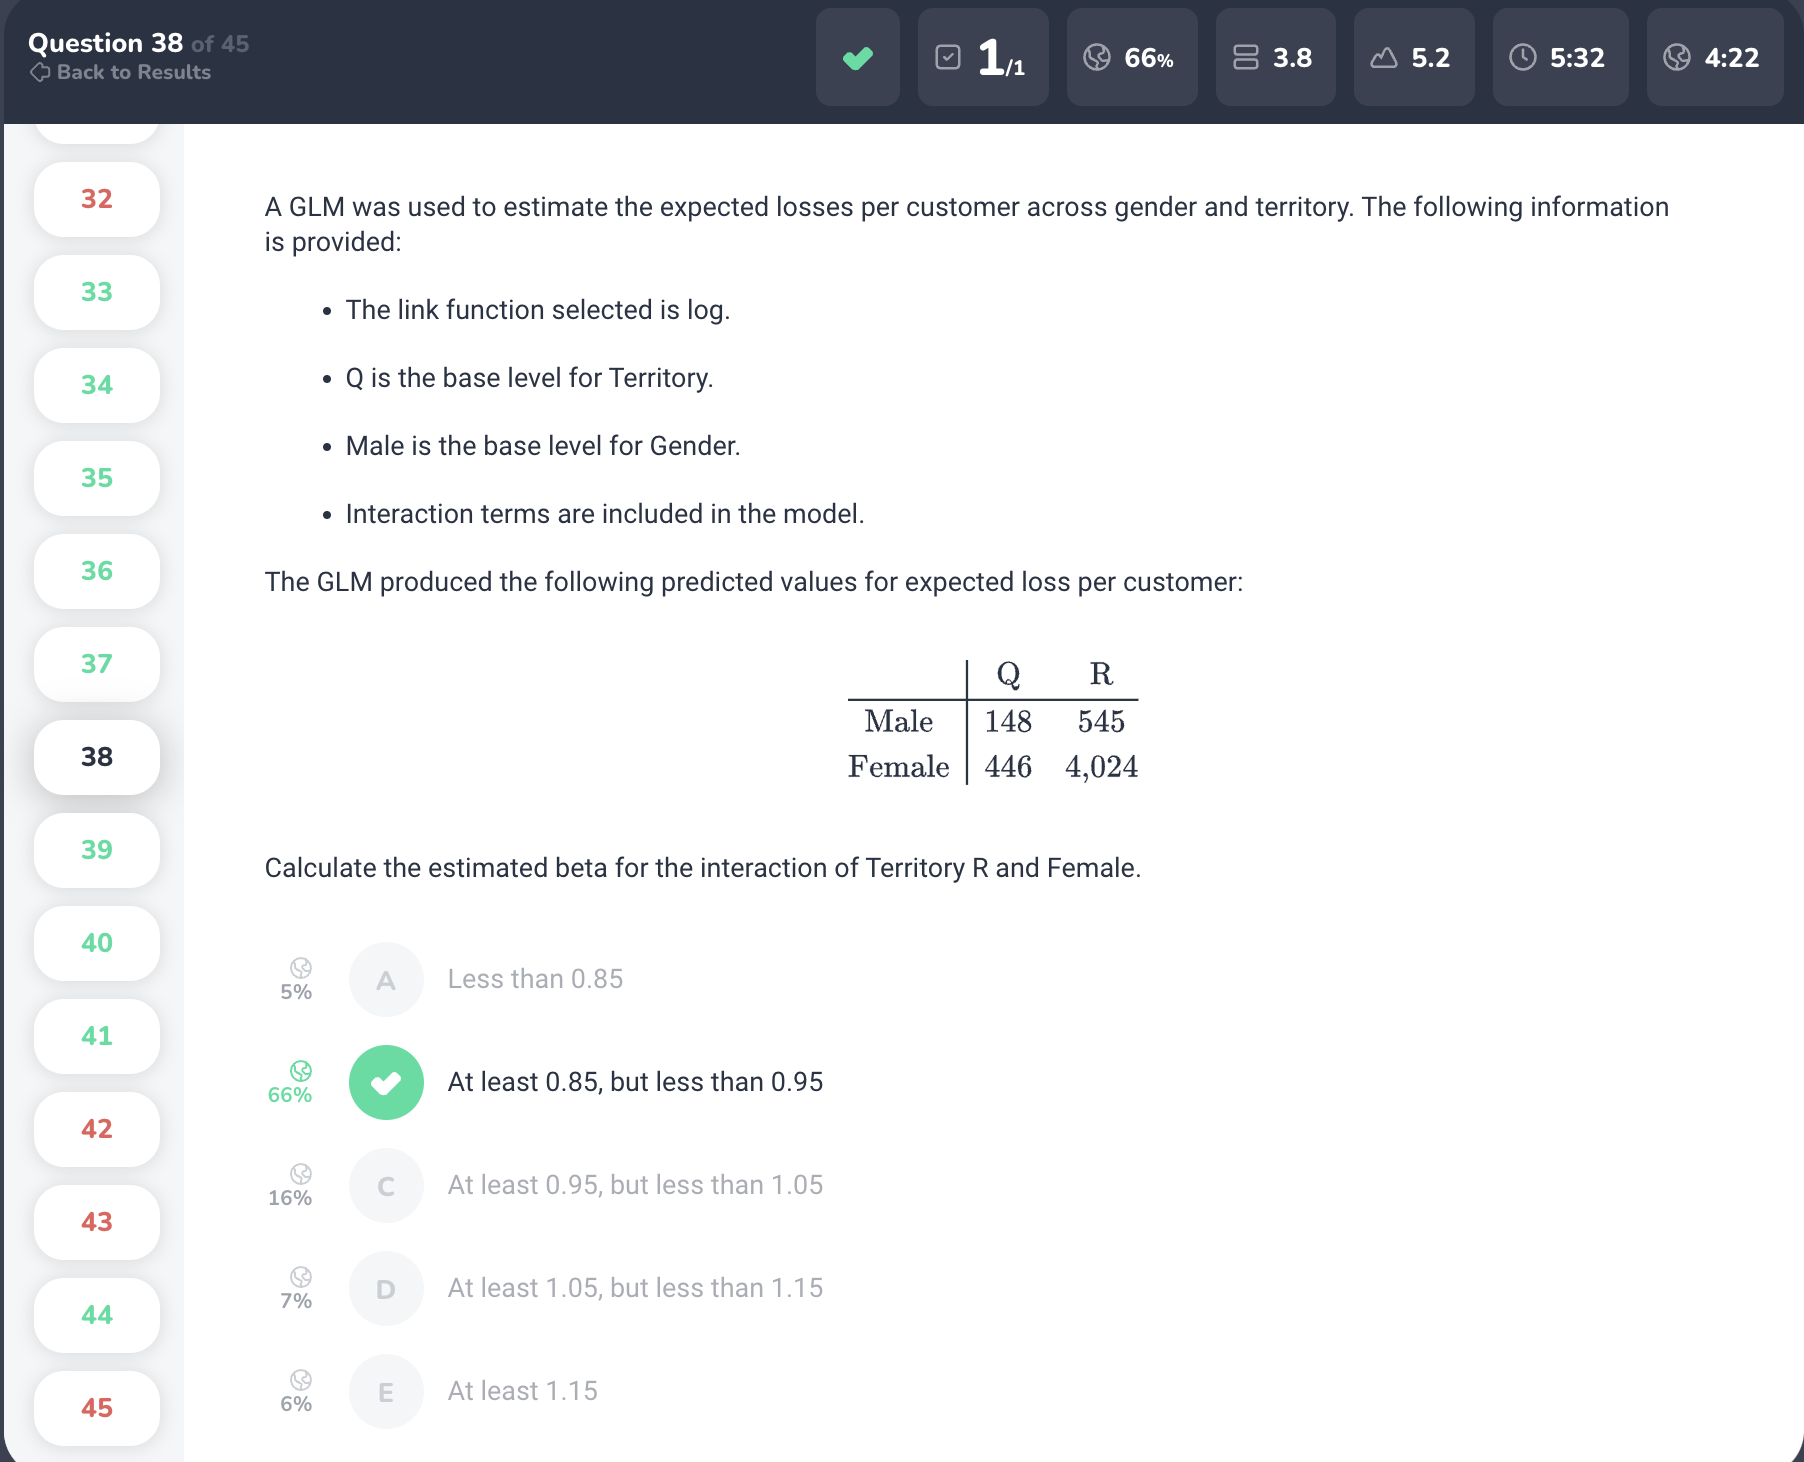 Question 38 of 45
Back to Results
1/1
66%
3.8
5.2
5:32
4:22
32
33
34
35
36
37
38
39
40
41
42
43
44
45
A GLM was used to estimate the expected losses per customer across gender and territory. The following information
is provided:
• The link function selected is log.
• Q is the base level for Territory.
• Male is the base level for Gender.
• Interaction terms are included in the model.
The GLM produced the following predicted values for expected loss per customer:
Q R
Male 148 545
Female 446 4,024
Calculate the estimated beta for the interaction of Territory R and Female.
5% A Less than 0.85
66% At least 0.85, but less than 0.95
16% C At least 0.95, but less than 1.05
7% D At least 1.05, but less than 1.15
6% E At least 1.15